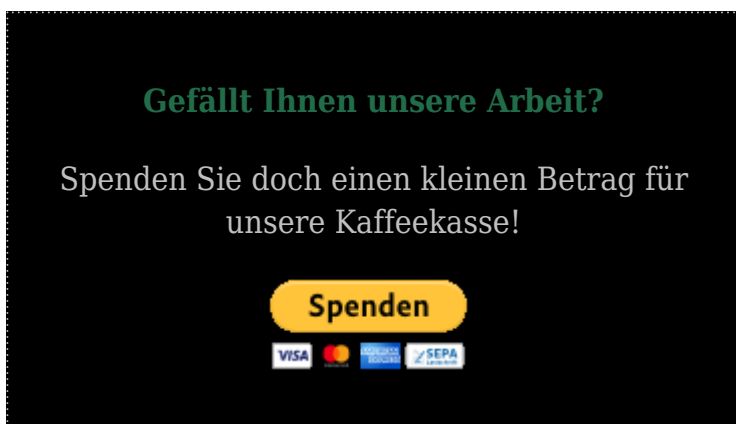 Gefällt Ihnen unsere Arbeit?
Spenden Sie doch einen kleinen Betrag für
unsere Kaffeekasse!
Spenden
VISA
SEPA